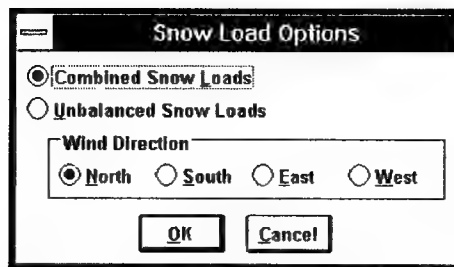 Snow Load Options
Combined Snow Loads
Unbalanced Snow Loads
Wind Direction
North South East West
OK Cancel